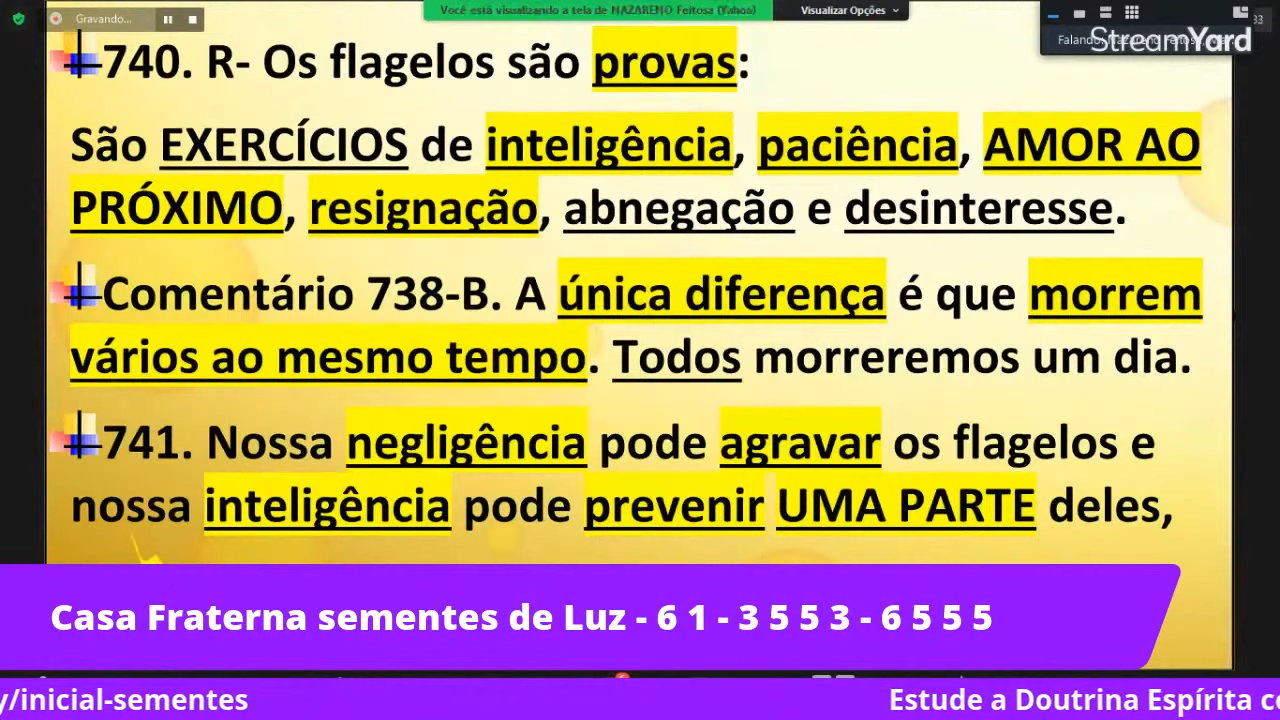 Gravando...
Você está visualizando a tela de NAZARENO Feitosa (Yahoo)
Visualizar Opções
StreamYard
740. R- Os flagelos são provas:
São EXERCÍCIOS de inteligência, paciência, AMOR AO
PRÓXIMO, resignação, abnegação e desinteresse.
Comentário 738-B. A única diferença é que morrem
vários ao mesmo tempo. Todos morreremos um dia.
741. Nossa negligência pode agravar os flagelos e
nossa inteligência pode prevenir UMA PARTE deles,
Casa Fraterna sementes de Luz - 6 1 - 3 5 5 3 - 6 5 5 5
y/inicial-sementes
Estude a Doutrina Espírita c